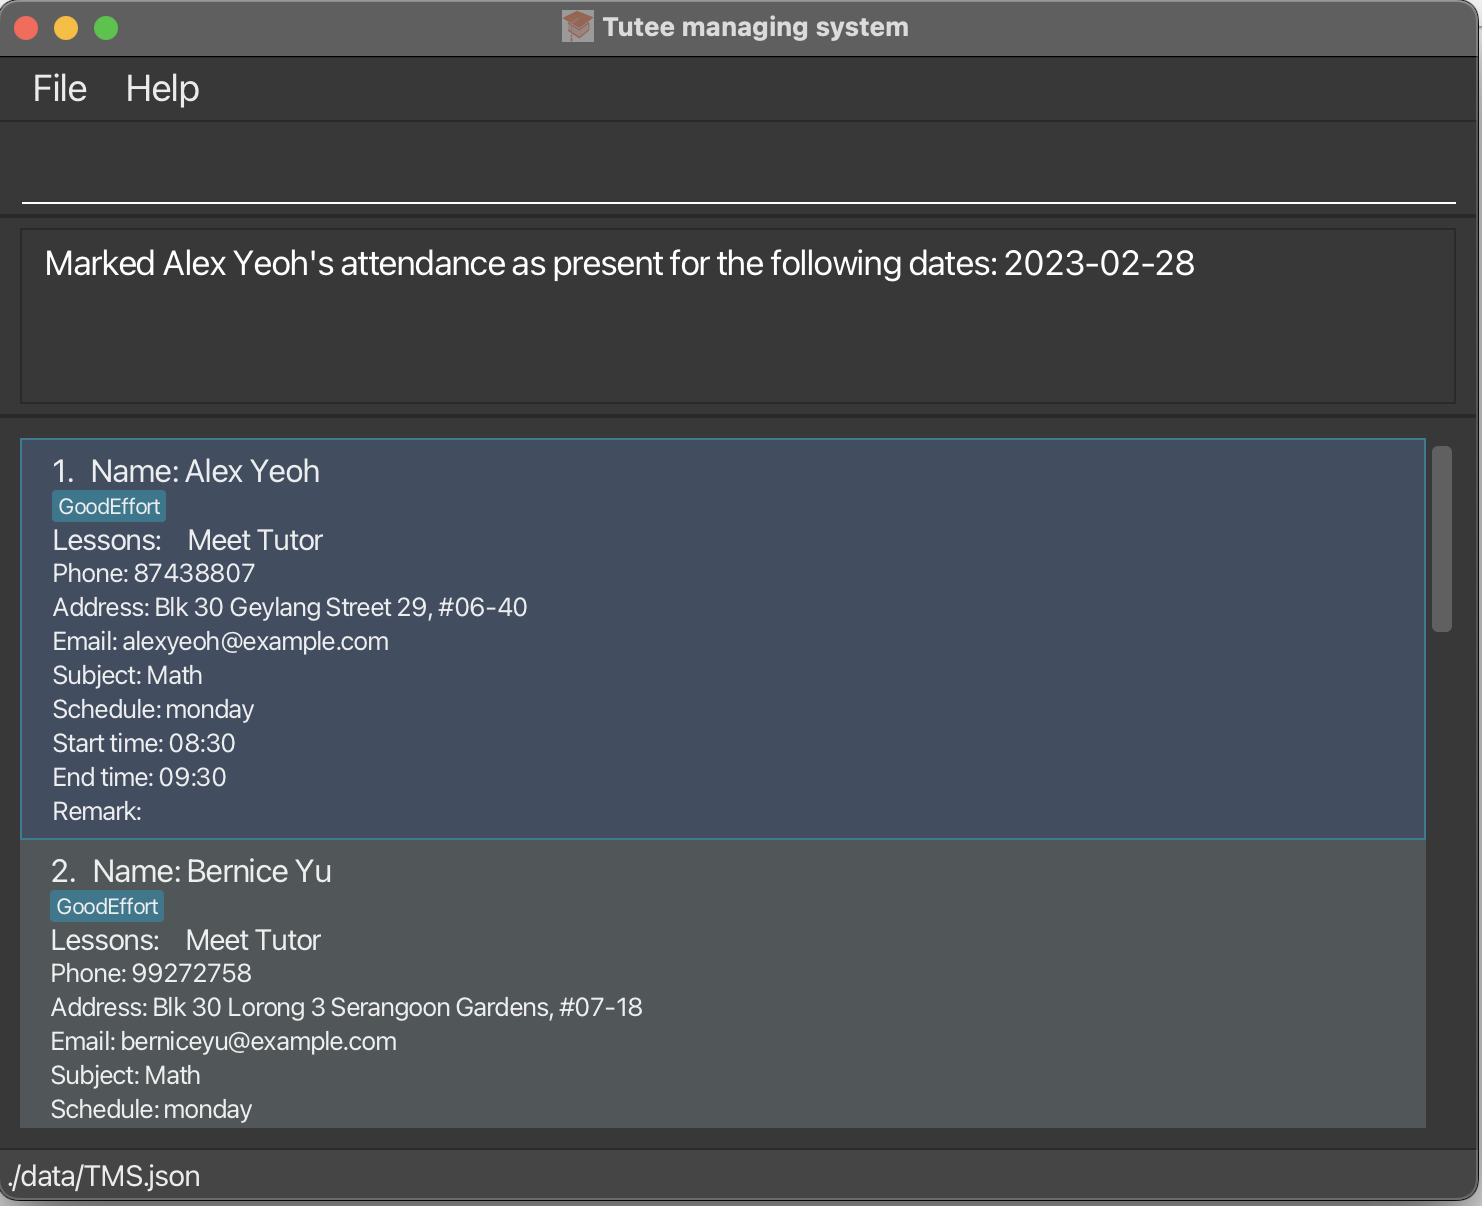 Tutee managing system
File Help
Marked Alex Yeoh's attendance as present for the following dates: 2023-02-28
1. Name: Alex Yeoh
GoodEffort
Lessons: Meet Tutor
Phone: 87438807
Address: Blk 30 Geylang Street 29, #06-40
Email: alexyeoh@example.com
Subject: Math
Schedule: monday
Start time: 08:30
End time: 09:30
Remark:
2. Name: Bernice Yu
GoodEffort
Lessons: Meet Tutor
Phone: 99272758
Address: Blk 30 Lorong 3 Serangoon Gardens, #07-18
Email: berniceyu@example.com
Subject: Math
Schedule: monday
./data/TMS.json